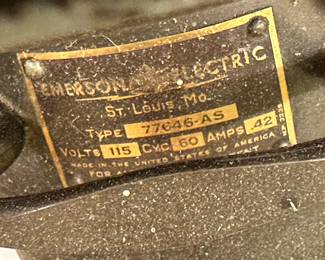 EMERSON ELECTRIC
ST. LOUIS MO.
TYPE 77646-AS
VOLTS 115 CYC. 60 AMPS .42
MADE IN THE UNITED STATES OF AMERICA
FOR